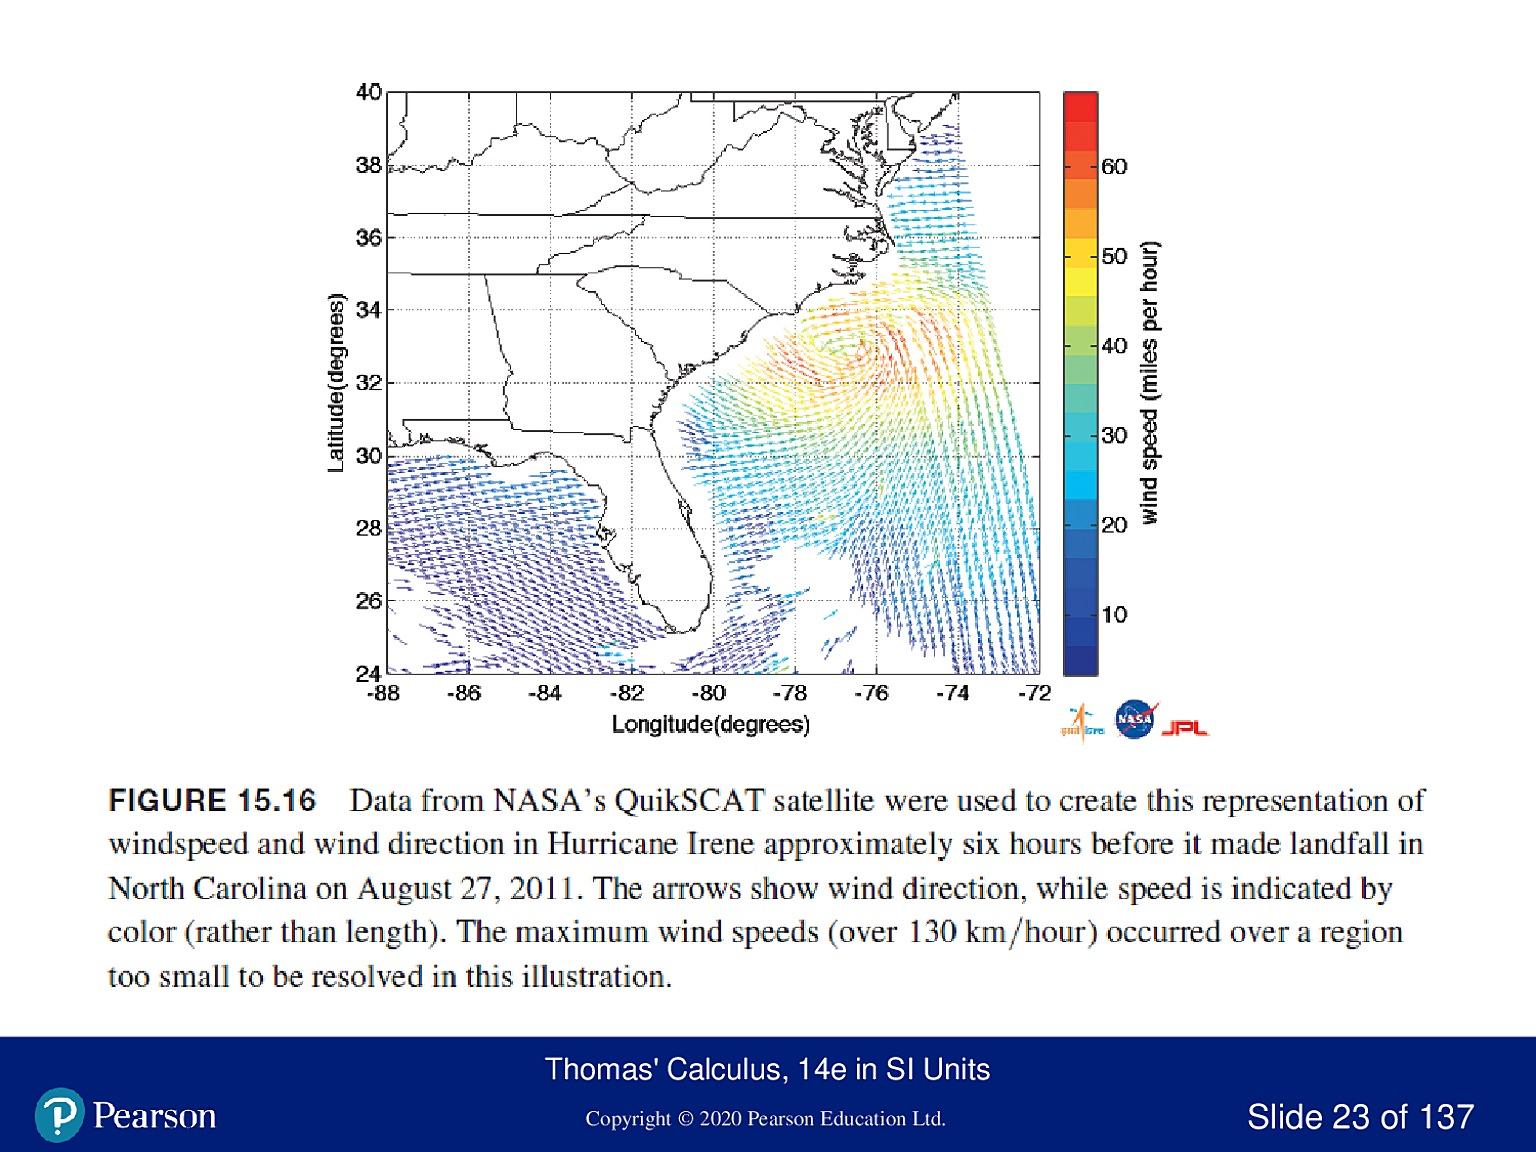 40
38
36
34
32
30
28
26
24
Latitude(degrees)
-88 -86 -84 -82 -80 -78 -76 -74 -72
Longitude(degrees)
60
50
40
30
20
10
wind speed (miles per hour)
NASA JPL
FIGURE 15.16 Data from NASA's QuikSCAT satellite were used to create this representation of
windspeed and wind direction in Hurricane Irene approximately six hours before it made landfall in
North Carolina on August 27, 2011. The arrows show wind direction, while speed is indicated by
color (rather than length). The maximum wind speeds (over 130 km/hour) occurred over a region
too small to be resolved in this illustration.
Thomas' Calculus, 14e in SI Units
Pearson
Copyright © 2020 Pearson Education Ltd.
Slide 23 of 137